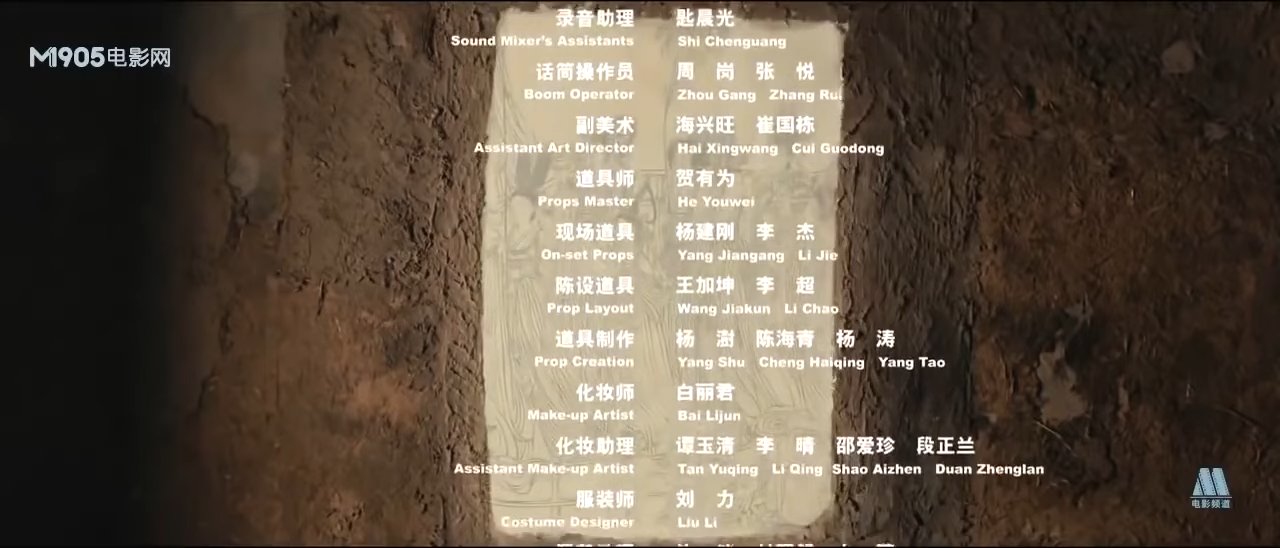 录音助理 匙晨光
Sound Mixer's Assistants Shi Chenguang
M1905电影网
话筒操作员 周 岗 张 悦
Boom Operator Zhou Gang Zhang Rui
副美术 海兴旺 崔国栋
Assistant Art Director Hai Xingwang Cui Guodong
道具师 贺有为
Props Master He Youwei
现场道具 杨建刚 李 杰
On-set Props Yang Jiangang Li Jie
陈设道具 王加坤 李 超
Prop Layout Wang Jiakun Li Chao
道具制作 杨 澍 陈海青 杨 涛
Prop Creation Yang Shu Cheng Haiqing Yang Tao
化妆师 白丽君
Make-up Artist Bai Lijun
化妆助理 谭玉清 李 晴 邵爱珍 段正兰
Assistant Make-up Artist Tan Yuqing Li Qing Shao Aizhen Duan Zhenglan
服装师 刘 力
Costume Designer Liu Li
电影频道